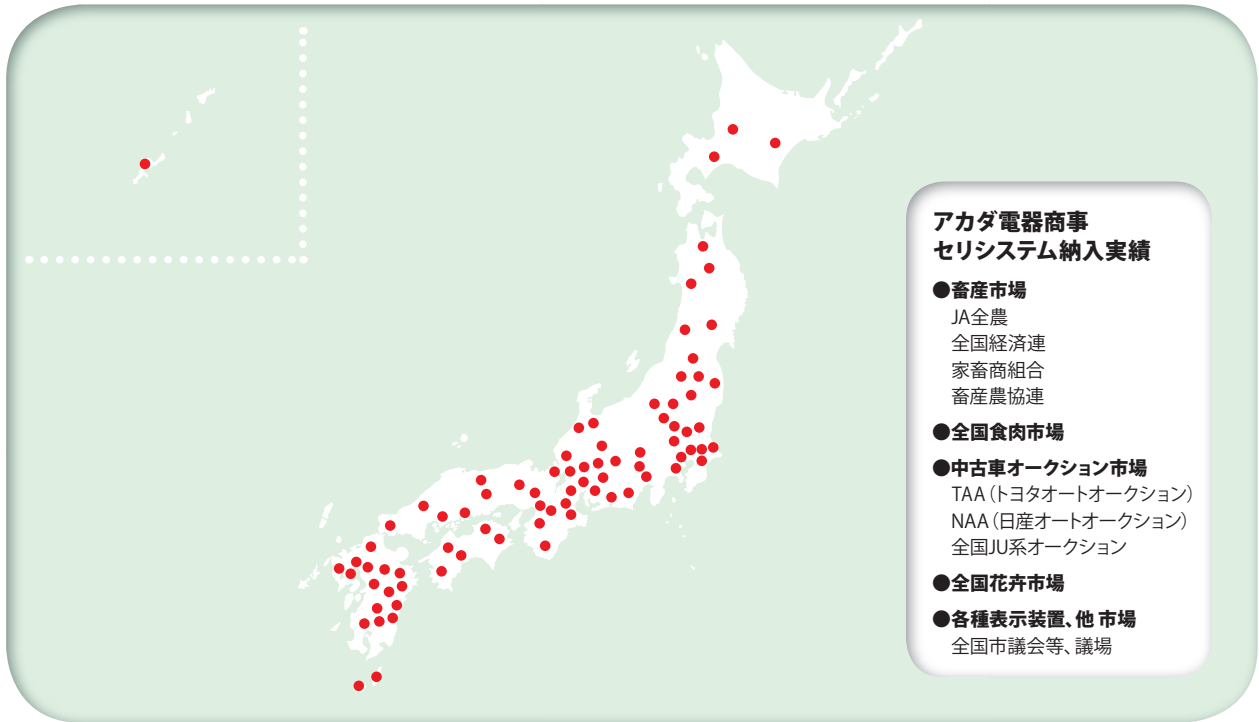 アカダ電器商事
セリシステム納入実績
●畜産市場
JA全農
全国経済連
家畜商組合
畜産農協連
●全国食肉市場
●中古車オークション市場
TAA（トヨタオートオークション）
NAA（日産オートオークション）
全国JU系オークション
●全国花卉市場
●各種表示装置、他 市場
全国市議会等、議場